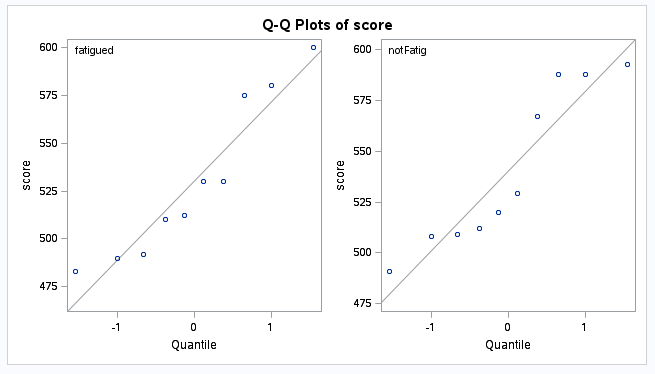 Q-Q Plots of score
fatigued
score
600
575
550
525
500
475
-1
0
1
Quantile
notFatig
score
600
575
550
525
500
475
-1
0
1
Quantile